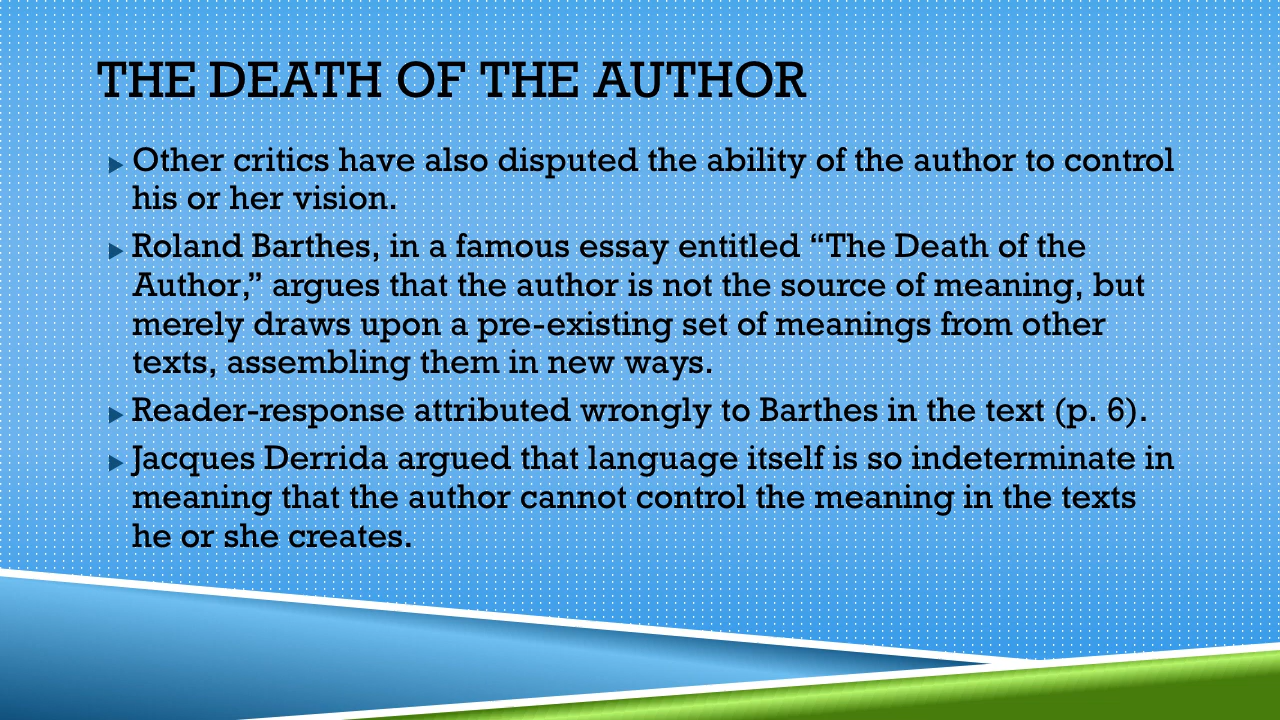 THE DEATH OF THE AUTHOR
Other critics have also disputed the ability of the author to control
his or her vision.
Roland Barthes, in a famous essay entitled “The Death of the
Author,” argues that the author is not the source of meaning, but
merely draws upon a pre-existing set of meanings from other
texts, assembling them in new ways.
Reader-response attributed wrongly to Barthes in the text (p. 6).
Jacques Derrida argued that language itself is so indeterminate in
meaning that the author cannot control the meaning in the texts
he or she creates.